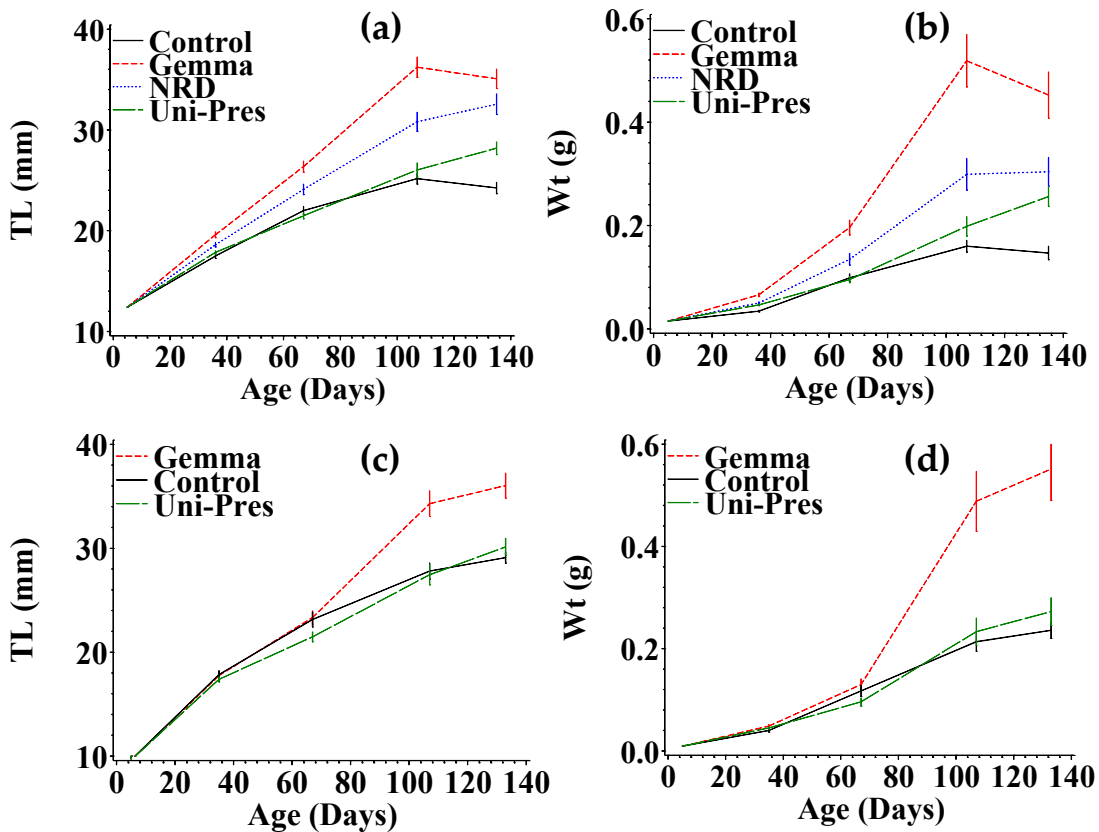 (a)
Control
Gemma
NRD
Uni-Pres
TL (mm)
40
30
20
10
0 20 40 60 80 100 120 140
Age (Days)
(b)
Control
Gemma
NRD
Uni-Pres
Wt (g)
0.6
0.4
0.2
0.0
0 20 40 60 80 100 120 140
Age (Days)
(c)
Gemma
Control
Uni-Pres
TL (mm)
40
30
20
10
0 20 40 60 80 100 120 140
Age (Days)
(d)
Gemma
Control
Uni-Pres
Wt (g)
0.6
0.4
0.2
0.0
0 20 40 60 80 100 120 140
Age (Days)